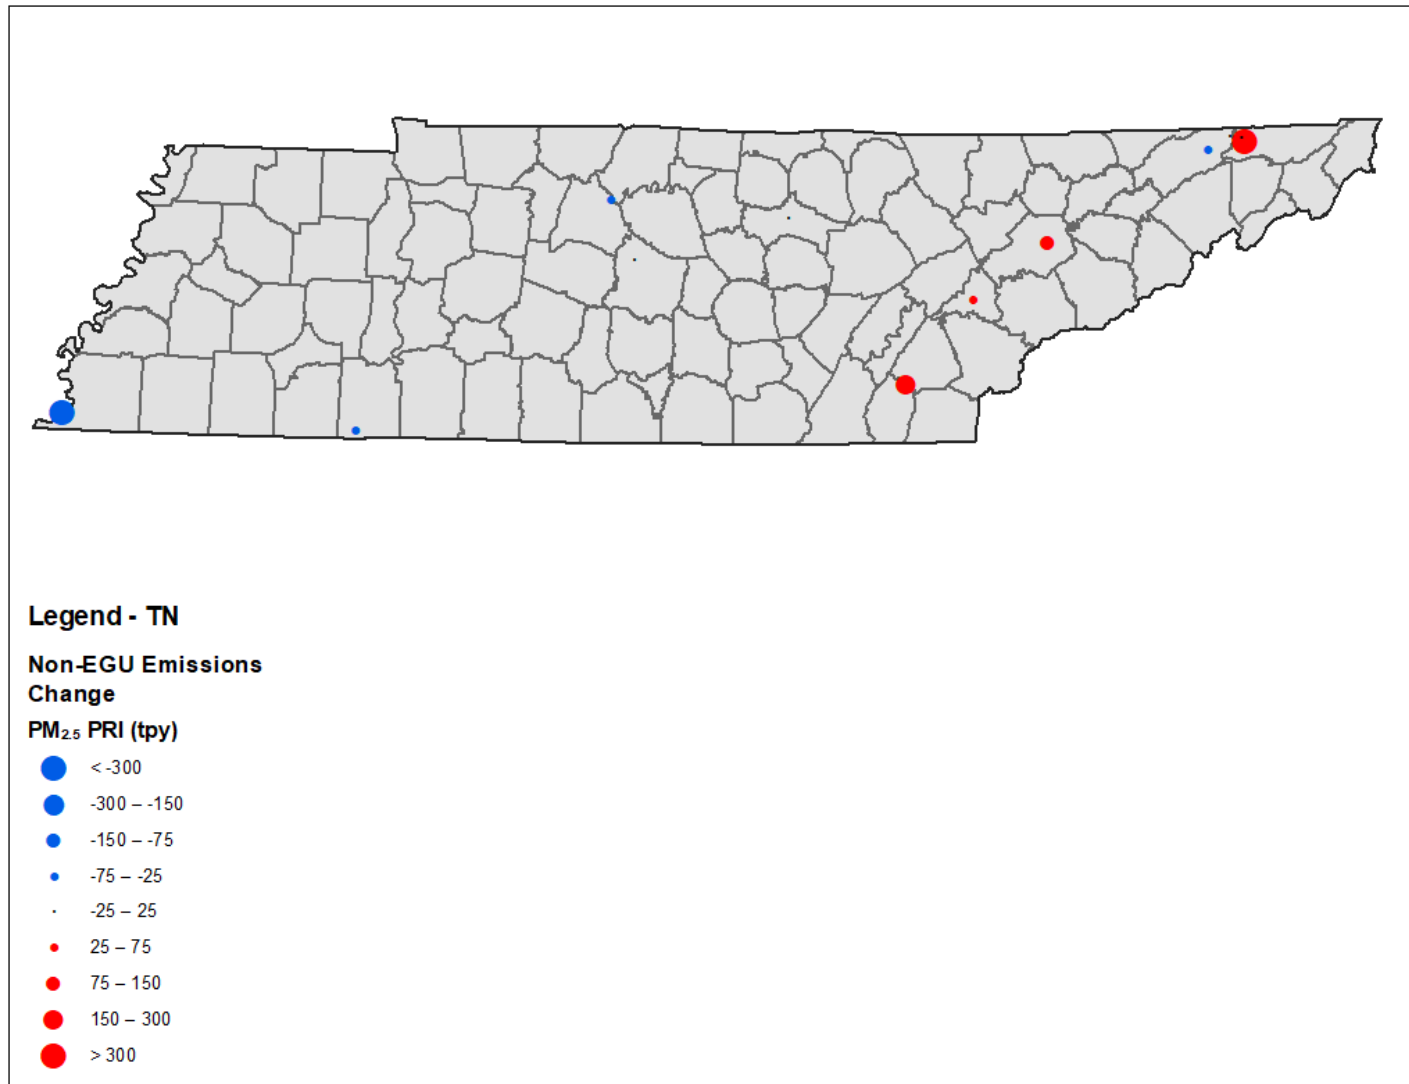 Legend - TN
Non-EGU Emissions
Change
PM2.5 PRI (tpy)
< -300
-300 – -150
-150 – -75
-75 – -25
-25 – 25
25 – 75
75 – 150
150 – 300
> 300